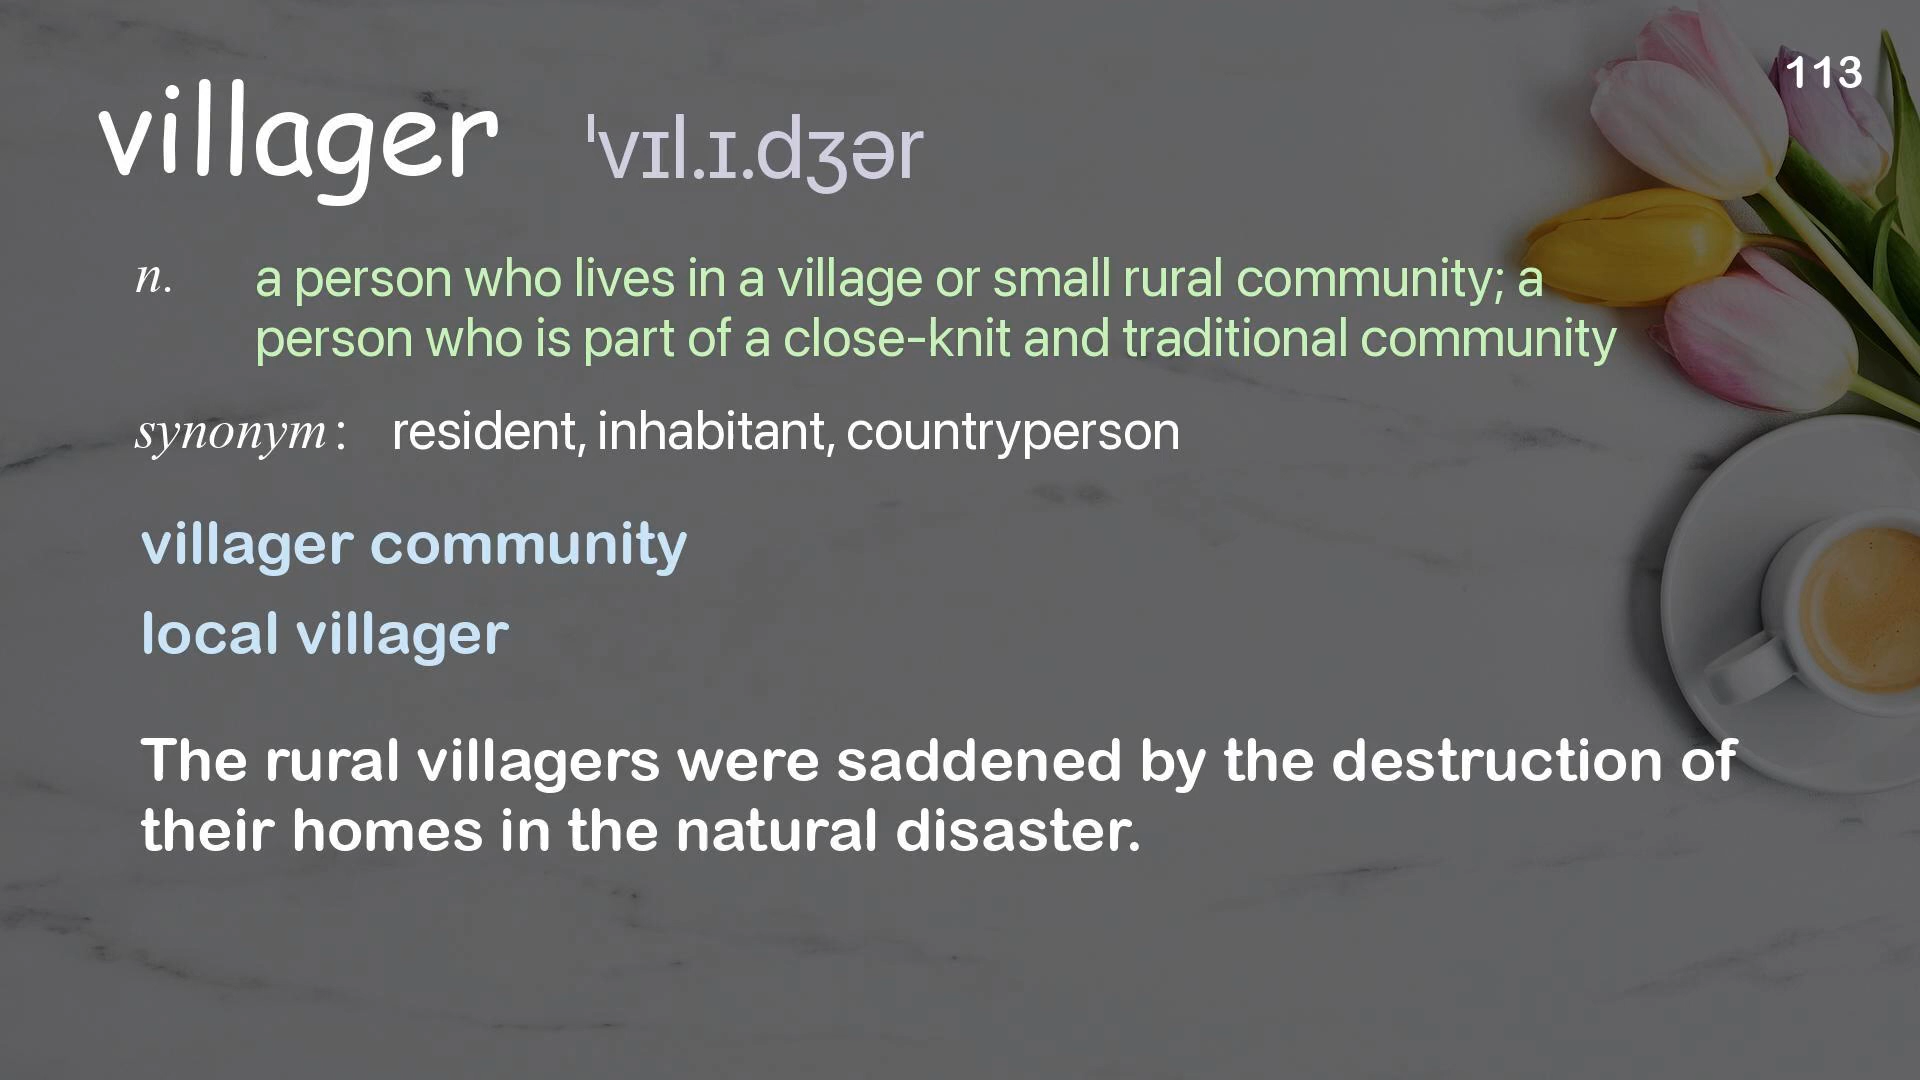 113
villager ˈvɪl.ɪ.dʒər
n. a person who lives in a village or small rural community; a
person who is part of a close-knit and traditional community
synonym: resident, inhabitant, countryperson
villager community
local villager
The rural villagers were saddened by the destruction of
their homes in the natural disaster.